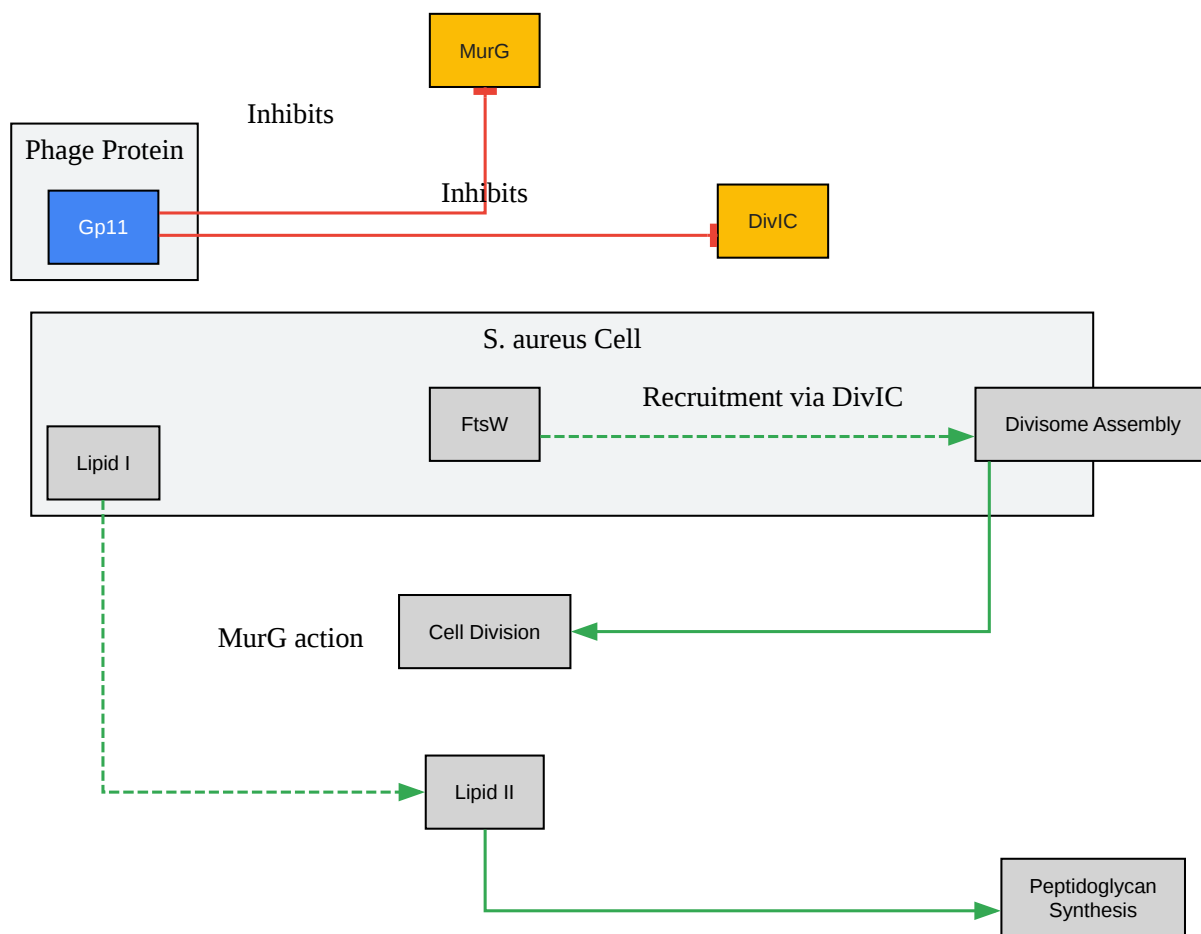 MurG
Inhibits
Phage Protein
Inhibits
Gp11
DivIC
S. aureus Cell
Recruitment via DivIC
FtsW
Divisome Assembly
Lipid I
Cell Division
MurG action
Lipid II
Peptidoglycan
Synthesis